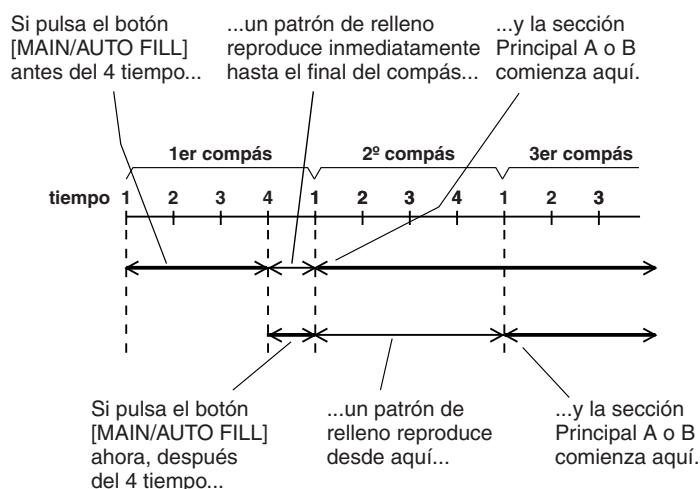 Si pulsa el botón
[MAIN/AUTO FILL]
antes del 4 tiempo...
...un patrón de relleno
reproduce inmediatamente
hasta el final del compás...
...y la sección
Principal A o B
comienza aquí.
1er compás 2º compás 3er compás
tiempo 1 2 3 4 1 2 3 4 1 2 3
Si pulsa el botón
[MAIN/AUTO FILL]
ahora, después
del 4 tiempo...
...un patrón de
relleno reproduce
desde aquí...
...y la sección
Principal A o B
comienza aquí.